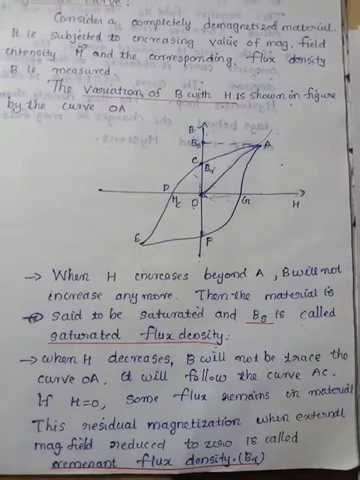 Curve :
Consider a completely demagnetized material.
It is subjected to increasing value of mag. field
intensity H and the corresponding flux density
B is measured
The variation of B with H is shown in figure
by the curve OA
B
Bs
A
C
Br
D
Hc
O
G
H
E
F
→ When H increases beyond A, B will not
increase any more. Then the material is
said to be saturated and Bs is called
saturated flux density.
→ When H decreases, B will not be trace the
curve OA, it will follow the curve AC.
If H=0, some flux remains in material
This residual magnetization when external
mag field reduced to zero is called
remenant flux density. (Br)